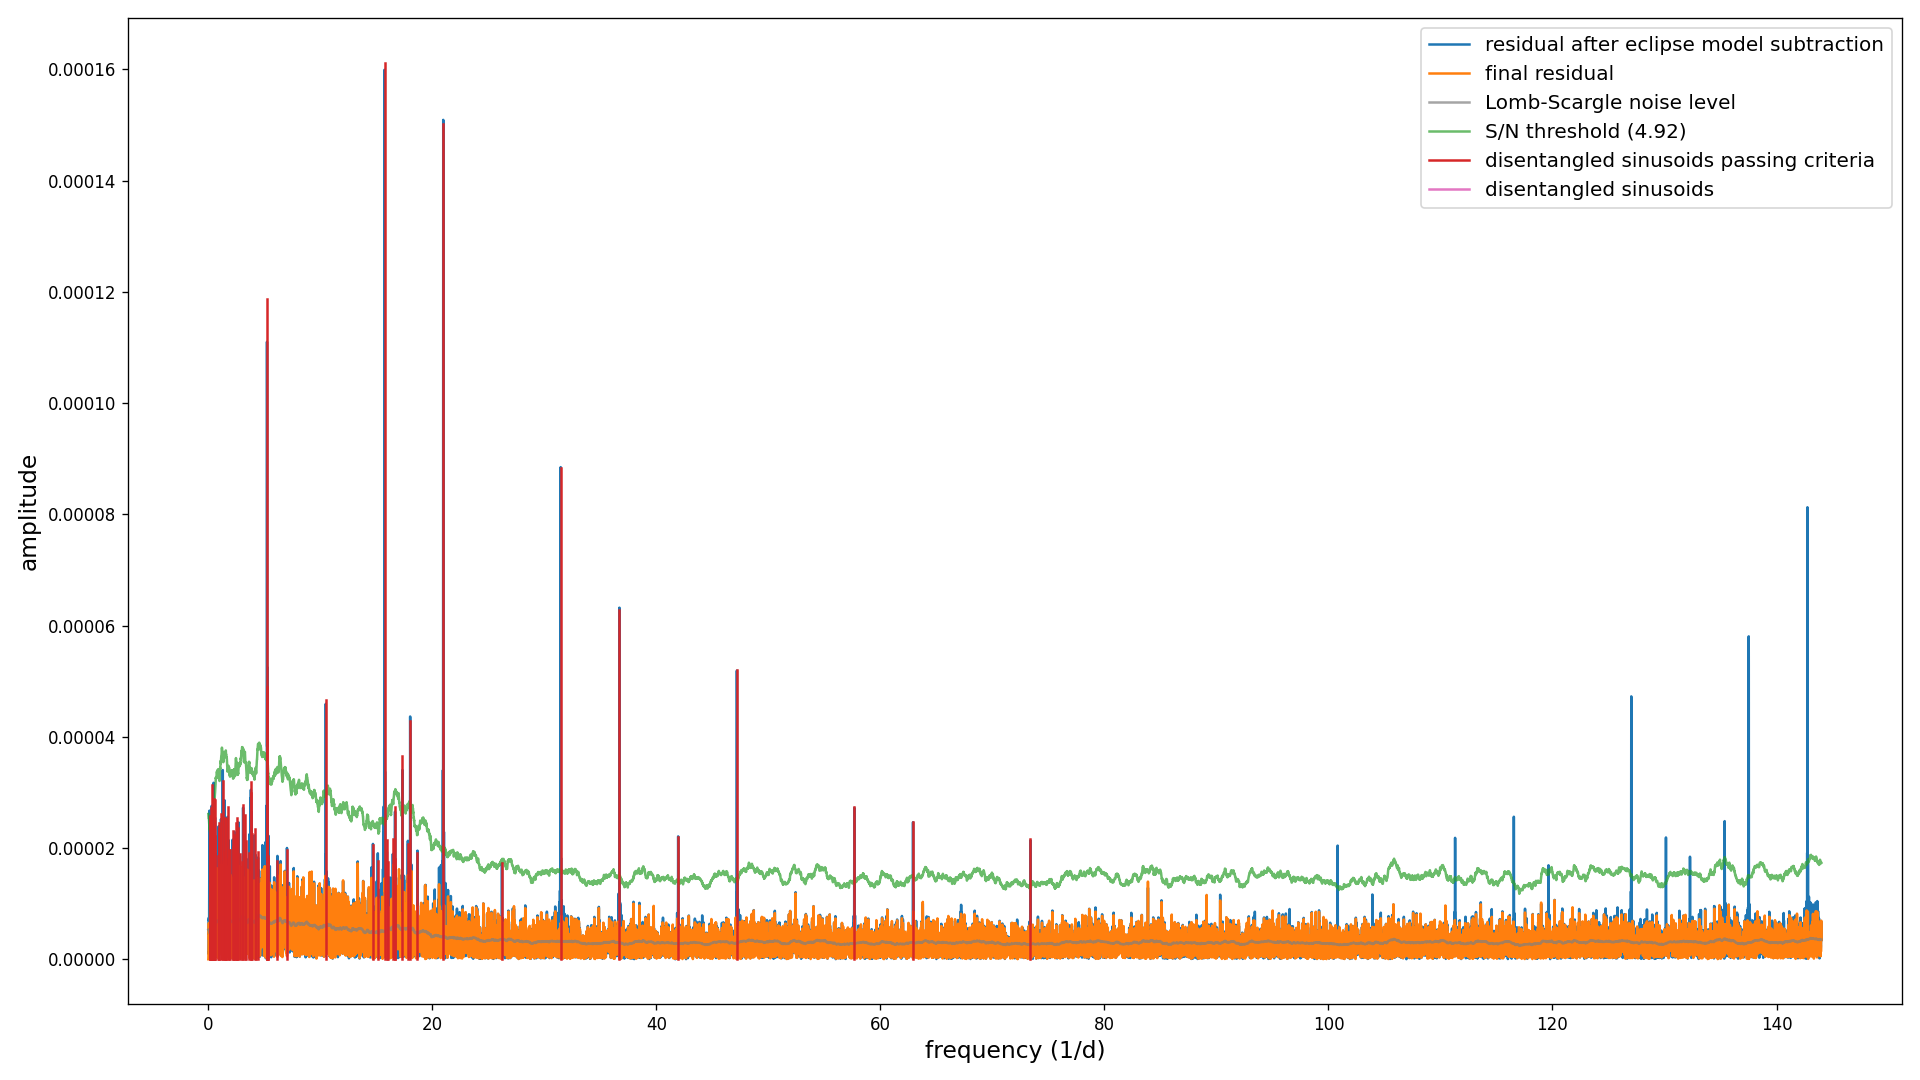 residual after eclipse model subtraction
final residual
Lomb-Scargle noise level
S/N threshold (4.92)
disentangled sinusoids passing criteria
disentangled sinusoids
amplitude
0.00016
0.00014
0.00012
0.00010
0.00008
0.00006
0.00004
0.00002
0.00000
0 20 40 60 80 100 120 140
frequency (1/d)